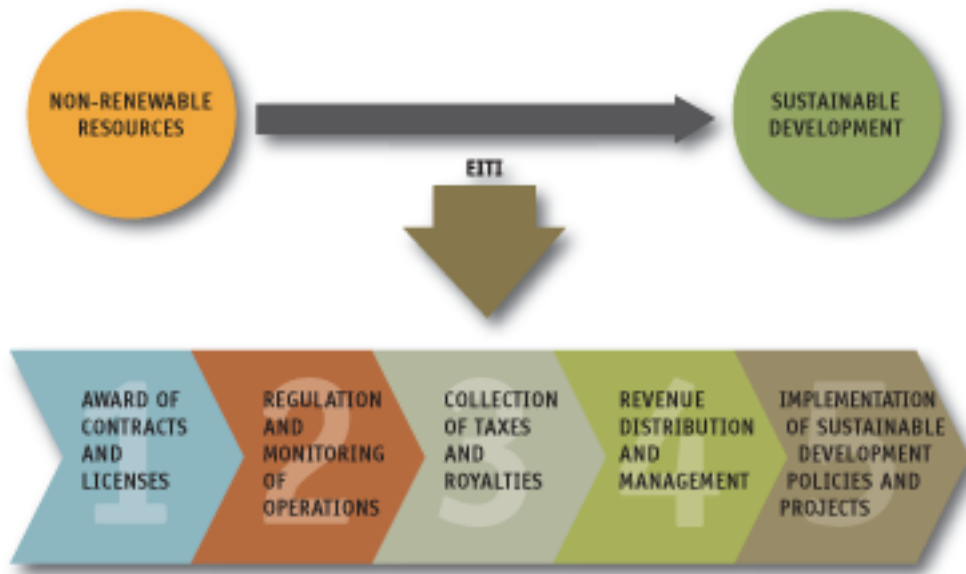 NON-RENEWABLE
RESOURCES
SUSTAINABLE
DEVELOPMENT
EITI
1
AWARD OF
CONTRACTS
AND
LICENSES
2
REGULATION
AND
MONITORING
OF
OPERATIONS
3
COLLECTION
OF TAXES
AND
ROYALTIES
4
REVENUE
DISTRIBUTION
AND
MANAGEMENT
5
IMPLEMENTATION
OF SUSTAINABLE
DEVELOPMENT
POLICIES AND
PROJECTS